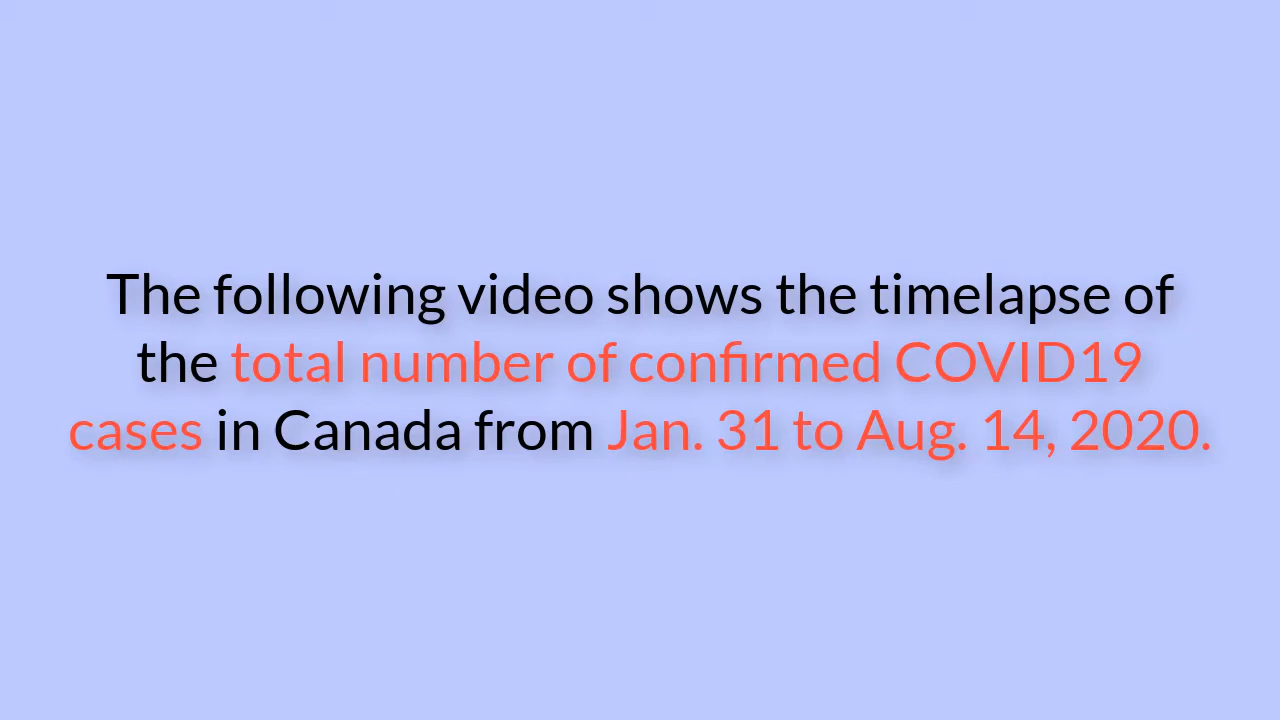 The following video shows the timelapse of
the total number of confirmed COVID19
cases in Canada from Jan. 31 to Aug. 14, 2020.